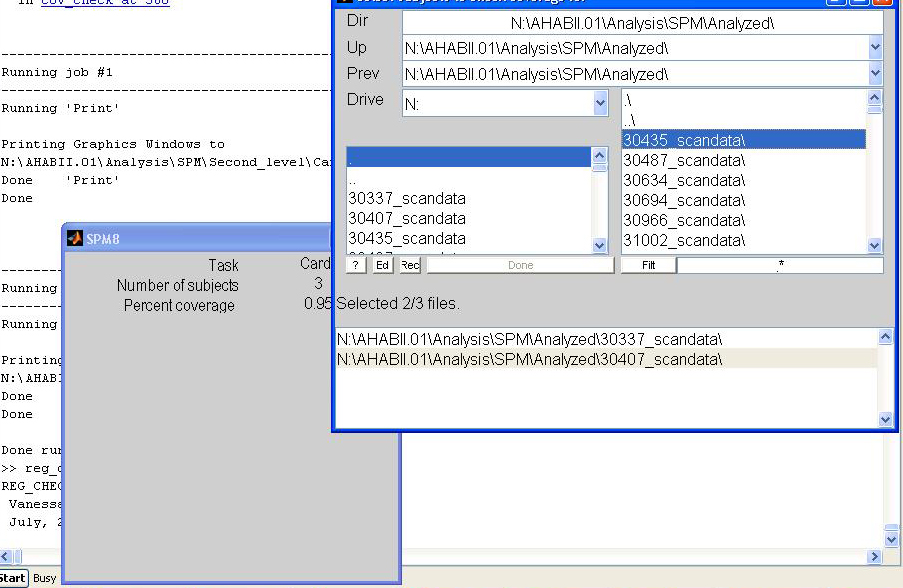 In cov_check at 368
Running job #1
Running 'Print'
Printing Graphics Windows to
N:\AHABII.01\Analysis\SPM\Second_level\Ca
Done 'Print'
Done
Running
Running
Printing
N:\AHABI
Done
Done
Done
>> reg_
REG_CHEC
Vanessa
July,
Start Busy
SPM8
Task Card
Number of subjects 3
Percent coverage 0.95
Dir N:\AHABII.01\Analysis\SPM\Analyzed\
Up N:\AHABII.01\Analysis\SPM\Analyzed\
Prev N:\AHABII.01\Analysis\SPM\Analyzed\
Drive N:
.
..
30337_scandata
30407_scandata
30435_scandata
.\
..\
30435_scandata\
30487_scandata\
30634_scandata\
30694_scandata\
30966_scandata\
31002_scandata\
? Ed Rec Done Filt .*
Selected 2/3 files.
N:\AHABII.01\Analysis\SPM\Analyzed\30337_scandata\
N:\AHABII.01\Analysis\SPM\Analyzed\30407_scandata\